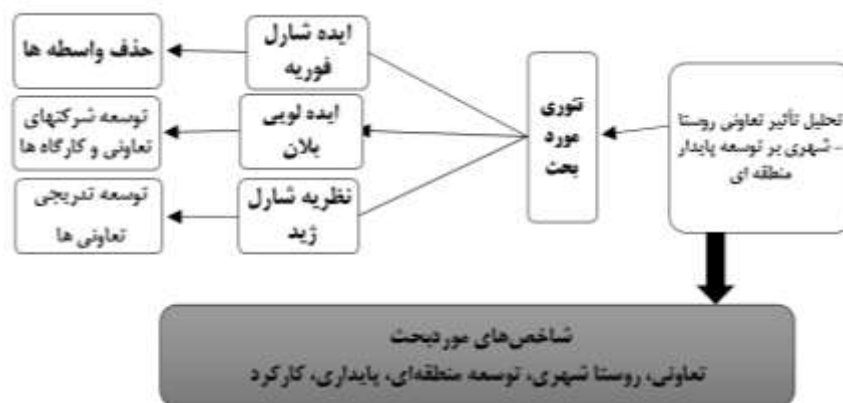 تحلیل تأثیر تعاونی روستا
- شهری بر توسعه پایدار
منطقه ای
تئوری
مورد
بحث
ایده شارل
فوریه
حذف واسطه ها
ایده لویی
بلان
توسعه شرکتهای
تعاونی و کارگاه ها
نظریه شارل
ژید
توسعه تدریجی
تعاونی ها
شاخص‌های موردبحث
تعاونی، روستا شهری، توسعه منطقه‌ای، پایداری، کارکرد